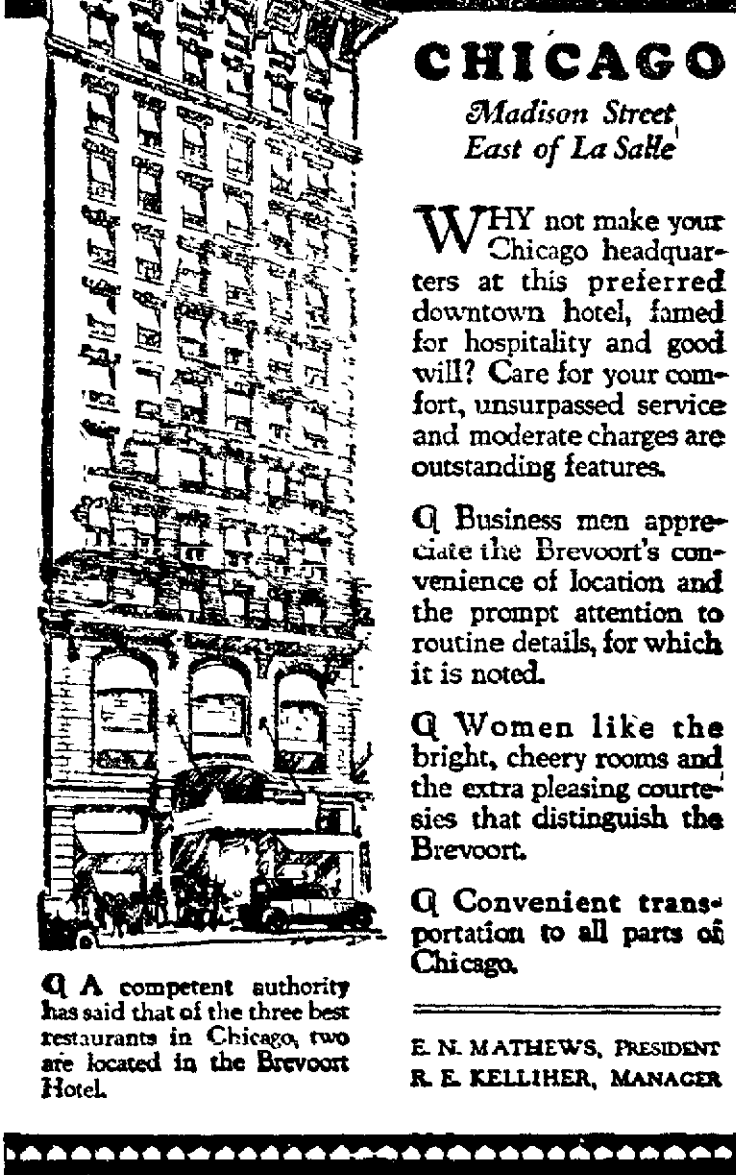 CHICAGO
Madison Street
East of La Salle
WHY not make your
Chicago headquar-
ters at this preferred
downtown hotel, famed
for hospitality and good
will? Care for your com-
fort, unsurpassed service
and moderate charges are
outstanding features.
¶ Business men appre-
ciate the Brevoort's con-
venience of location and
the prompt attention to
routine details, for which
it is noted.
¶ Women like the
bright, cheery rooms and
the extra pleasing courte-
sies that distinguish the
Brevoort.
¶ Convenient trans-
portation to all parts of
Chicago.
E. N. MATHEWS, PRESIDENT
R. E. KELLIHER, MANAGER
¶ A competent authority
has said that of the three best
restaurants in Chicago, two
are located in the Brevoort
Hotel.